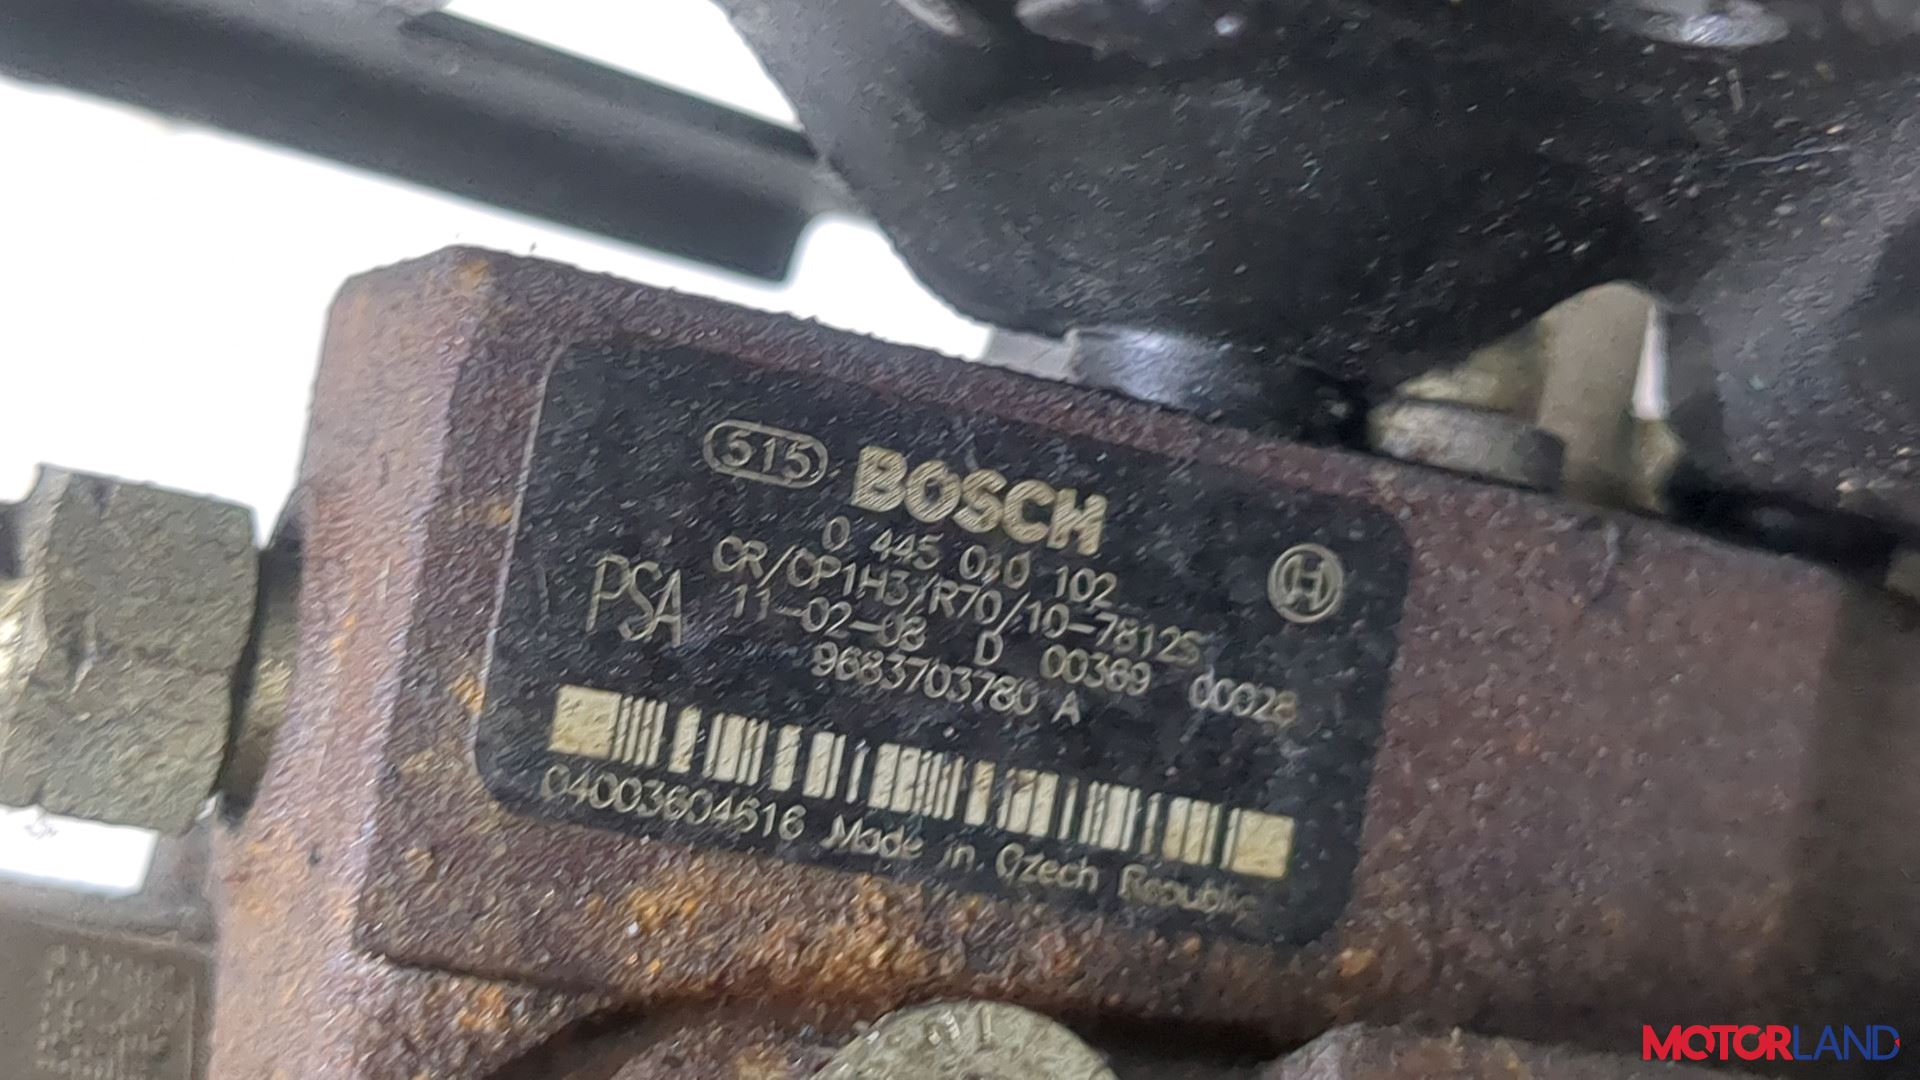 515 BOSCH
0 445 010 102
CR/CP1H3/R70/10-7812S
PSA
11-02-08 D 00369 00028
9683703780 A
04003604616 Made in Czech Republic
MOTORLAND